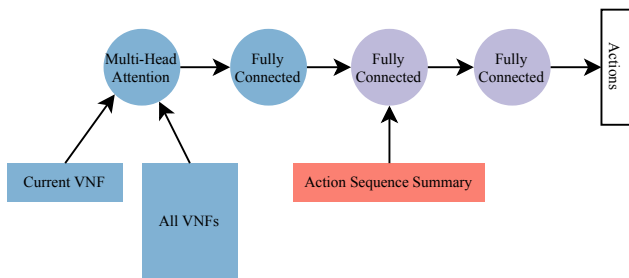 Multi-Head
Attention
Fully
Connected
Fully
Connected
Fully
Connected
Actions
Current VNF
All VNFs
Action Sequence Summary